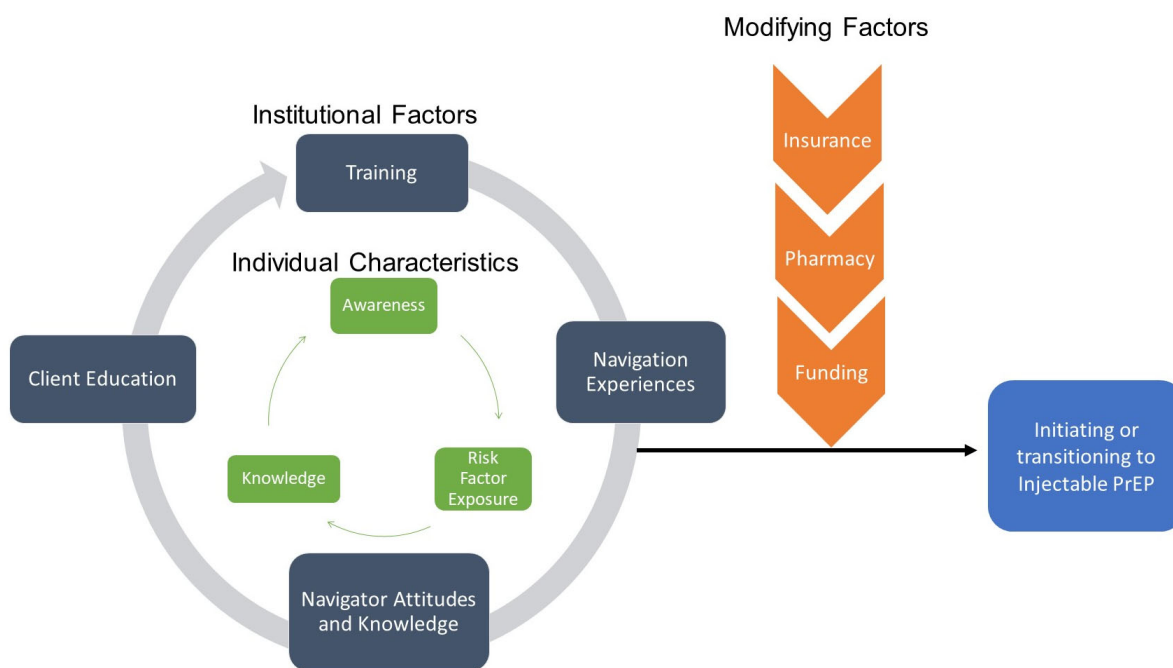 Modifying Factors
Institutional Factors
Training
Insurance
Individual Characteristics
Awareness
Pharmacy
Client Education
Navigation
Experiences
Funding
Knowledge
Risk
Factor
Exposure
Initiating or
transitioning to
Injectable PrEP
Navigator Attitudes
and Knowledge